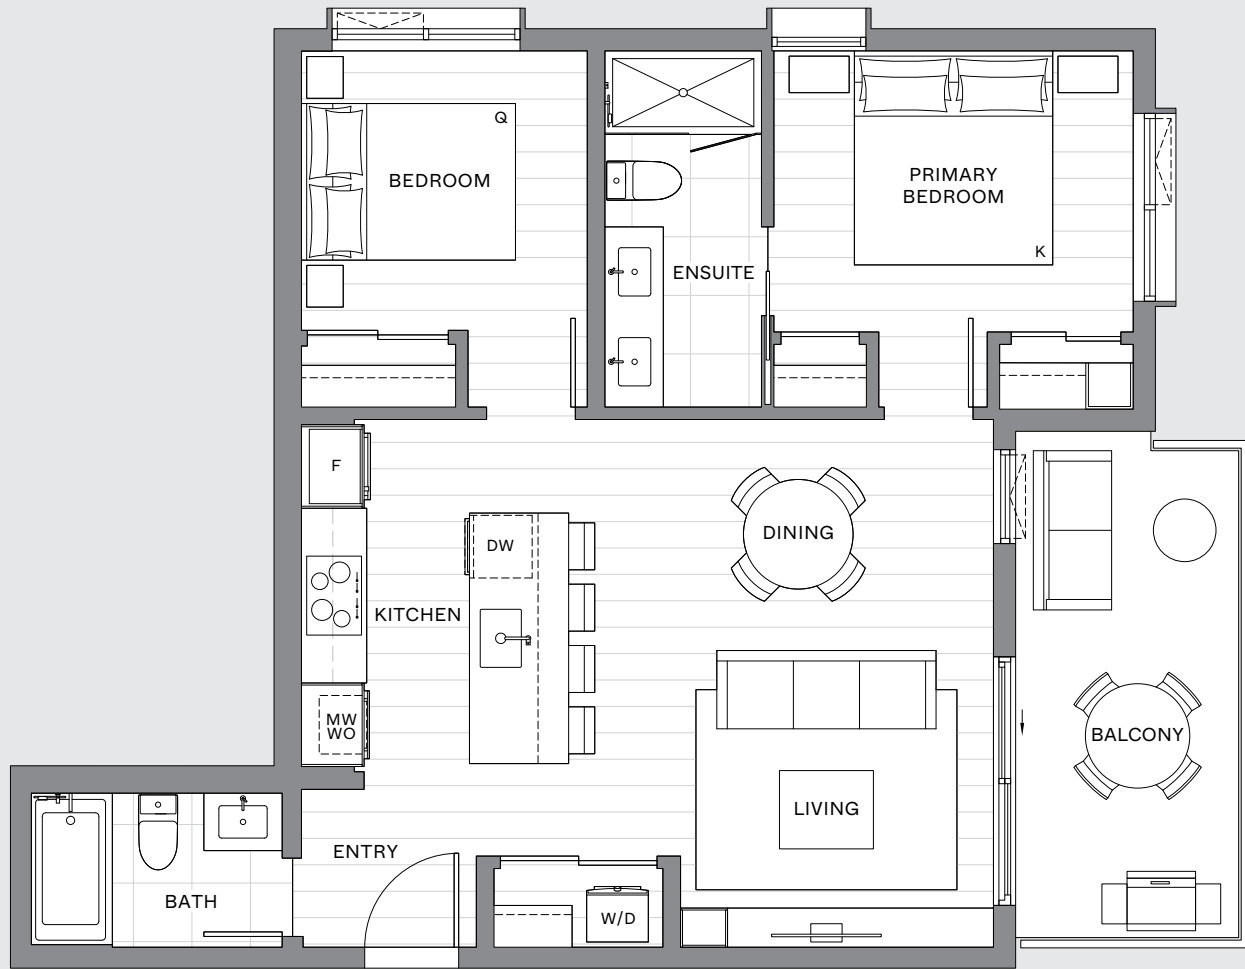 Q
BEDROOM
PRIMARY
BEDROOM
K
ENSUITE
F
DW
DINING
KITCHEN
MW
WO
BALCONY
LIVING
ENTRY
BATH
W/D